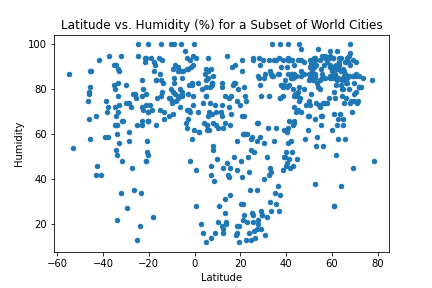 Latitude vs. Humidity (%) for a Subset of World Cities
100
80
60
40
20
Humidity
−60 −40 −20 0 20 40 60 80
Latitude